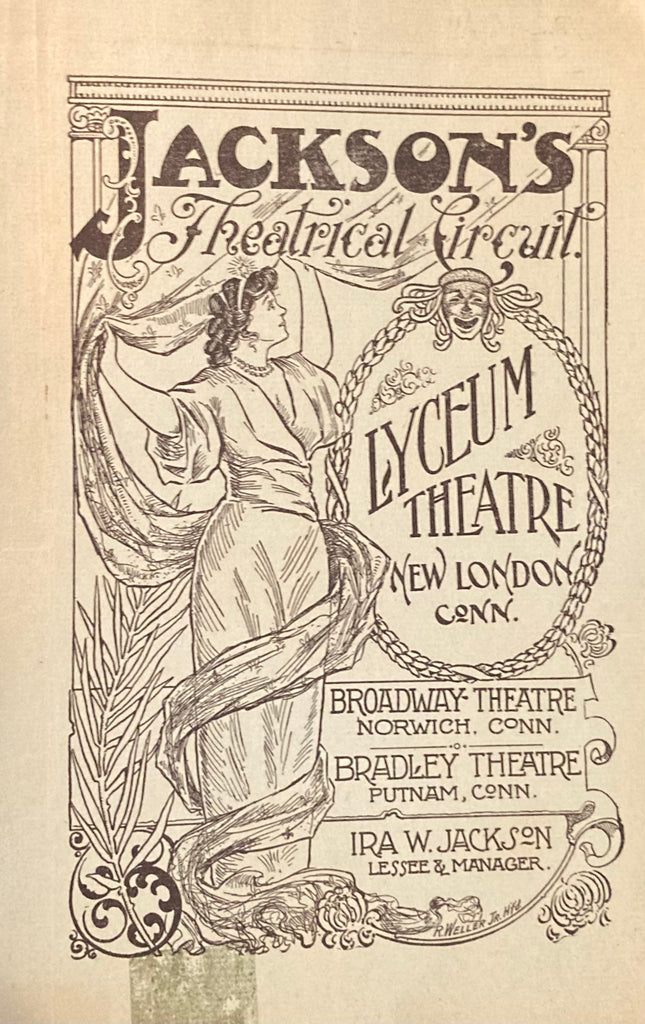 JACKSON'S
Theatrical Circuit.
LYCEUM
THEATRE
NEW LONDON
CONN.
BROADWAY THEATRE
NORWICH, CONN.
BRADLEY THEATRE
PUTNAM, CONN.
IRA W. JACKSON
LESSEE & MANAGER.
R. WELLER JR. HFD.